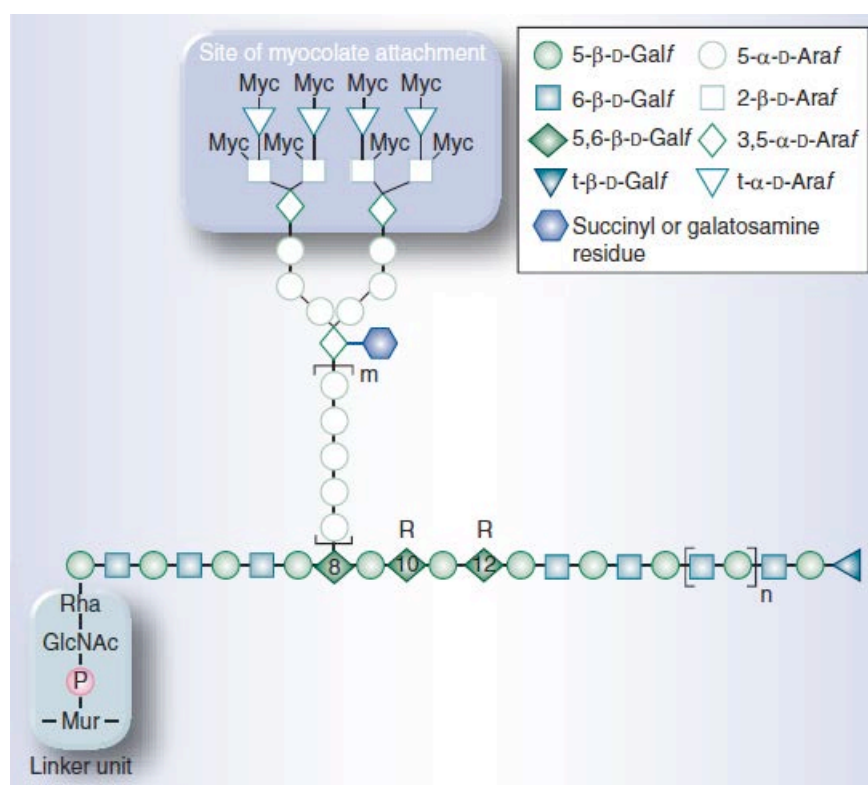 Site of myocolate attachment
Myc Myc Myc Myc
Myc Myc Myc Myc
5-β-D-Galf 5-α-D-Araf
6-β-D-Galf 2-β-D-Araf
5,6-β-D-Galf 3,5-α-D-Araf
t-β-D-Galf t-α-D-Araf
Succinyl or galatosamine
residue
m
R R
8 10 12
n
Rha
GlcNAc
P
Mur
Linker unit